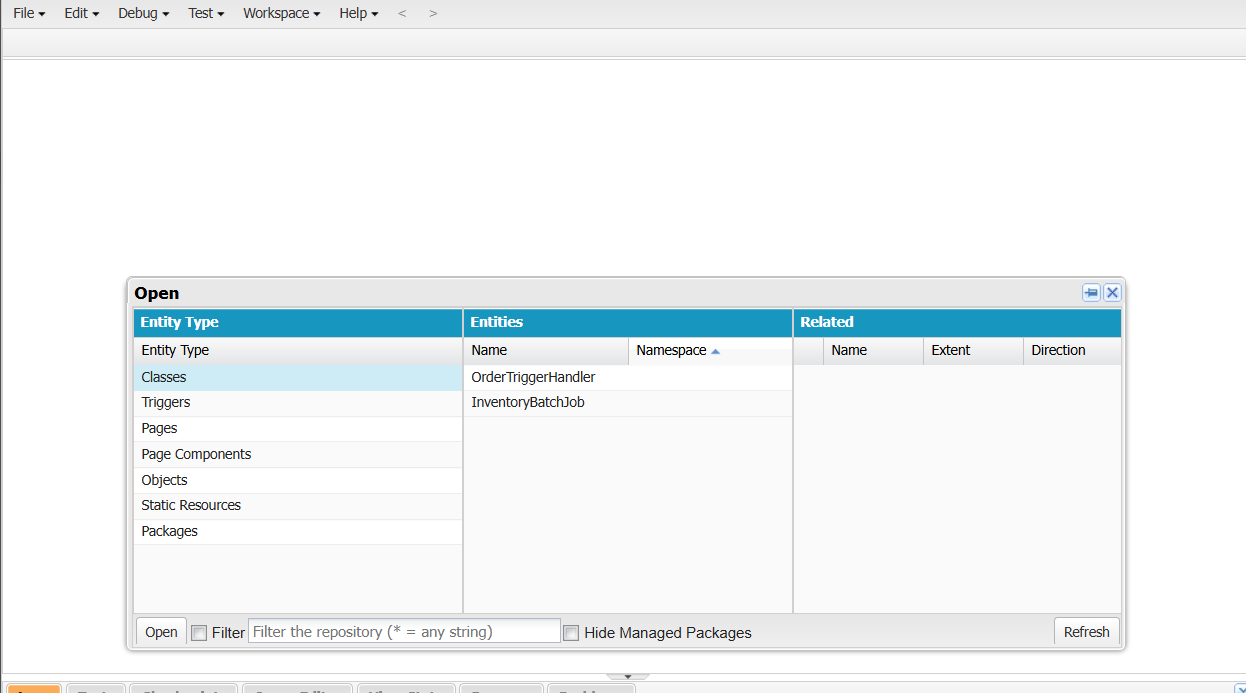 File Edit Debug Test Workspace Help < >
Open
Entity Type Entities Related
Entity Type Name Namespace Name Extent Direction
Classes OrderTriggerHandler
Triggers InventoryBatchJob
Pages
Page Components
Objects
Static Resources
Packages
Open Filter Filter the repository (* = any string) Hide Managed Packages Refresh